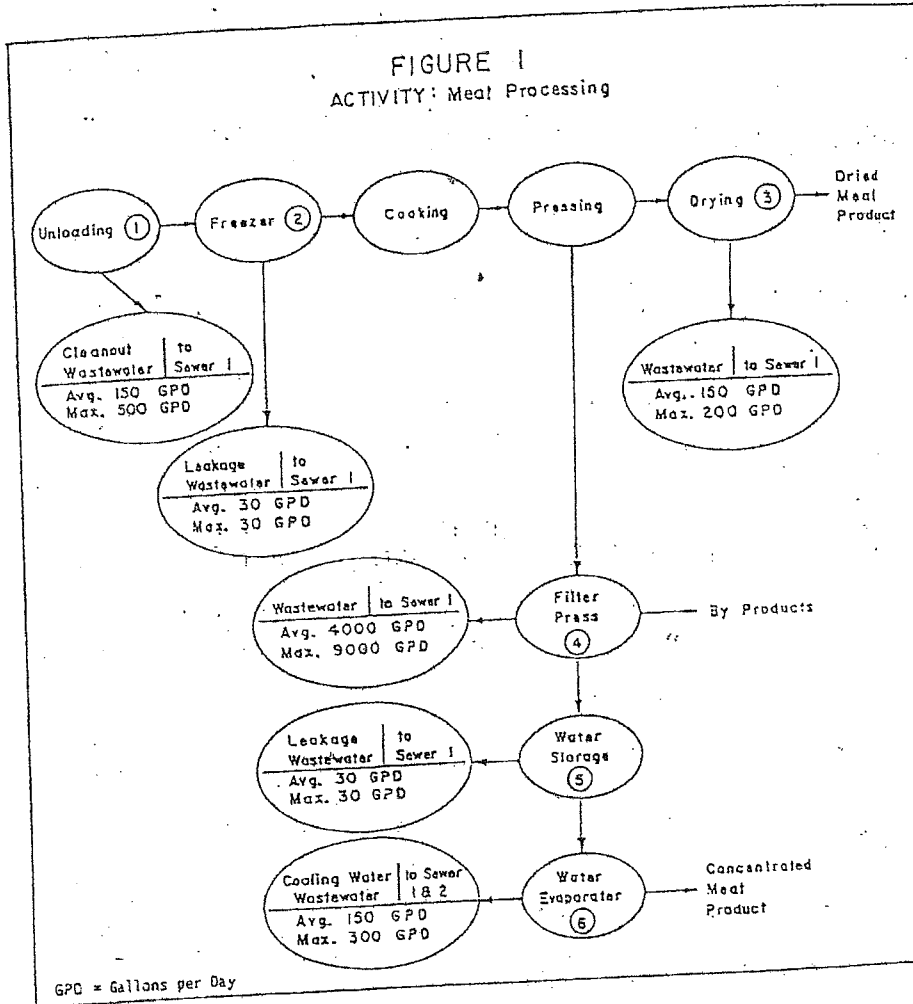 FIGURE 1
ACTIVITY: Meat Processing
Unloading 1
Freezer 2
Cooking
Pressing
Drying 3
Dried
Meal
Product
Cleanout | to
Wastewater | Sewer 1
Avg. 150 GPD
Max. 500 GPD
Wastewater | to Sewer 1
Avg. 150 GPD
Max. 200 GPD
Leakage | to
Wastewater | Sewer 1
Avg. 30 GPD
Max. 30 GPD
Wastewater | to Sewer 1
Avg. 4000 GPD
Max. 9000 GPD
Filter
Press
4
By Products
Leakage | to
Wastewater | Sewer 1
Avg. 30 GPD
Max. 30 GPD
Water
Storage
5
Cooling Water | to Sewer
Wastewater | 1 & 2
Avg. 150 GPD
Max. 300 GPD
Water
Evaporater
6
Concentrated
Meat
Product
GPD = Gallons per Day